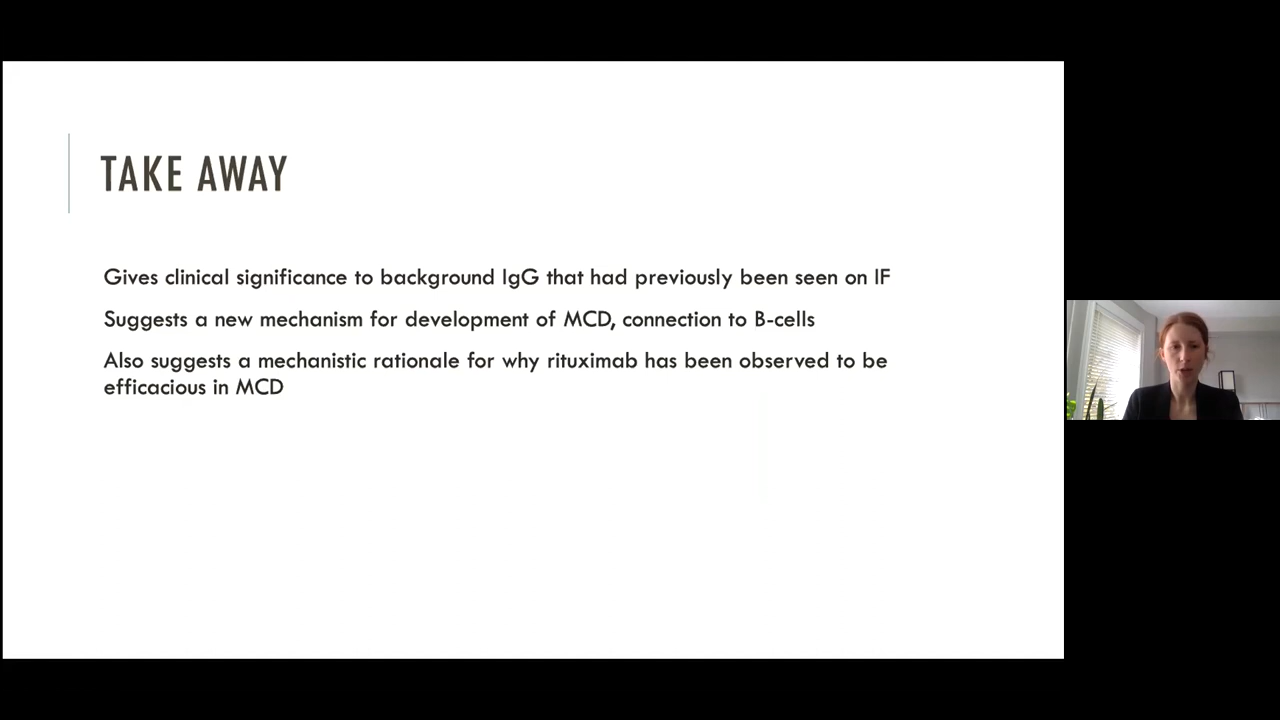 TAKE AWAY
Gives clinical significance to background IgG that had previously been seen on IF
Suggests a new mechanism for development of MCD, connection to B-cells
Also suggests a mechanistic rationale for why rituximab has been observed to be
efficacious in MCD